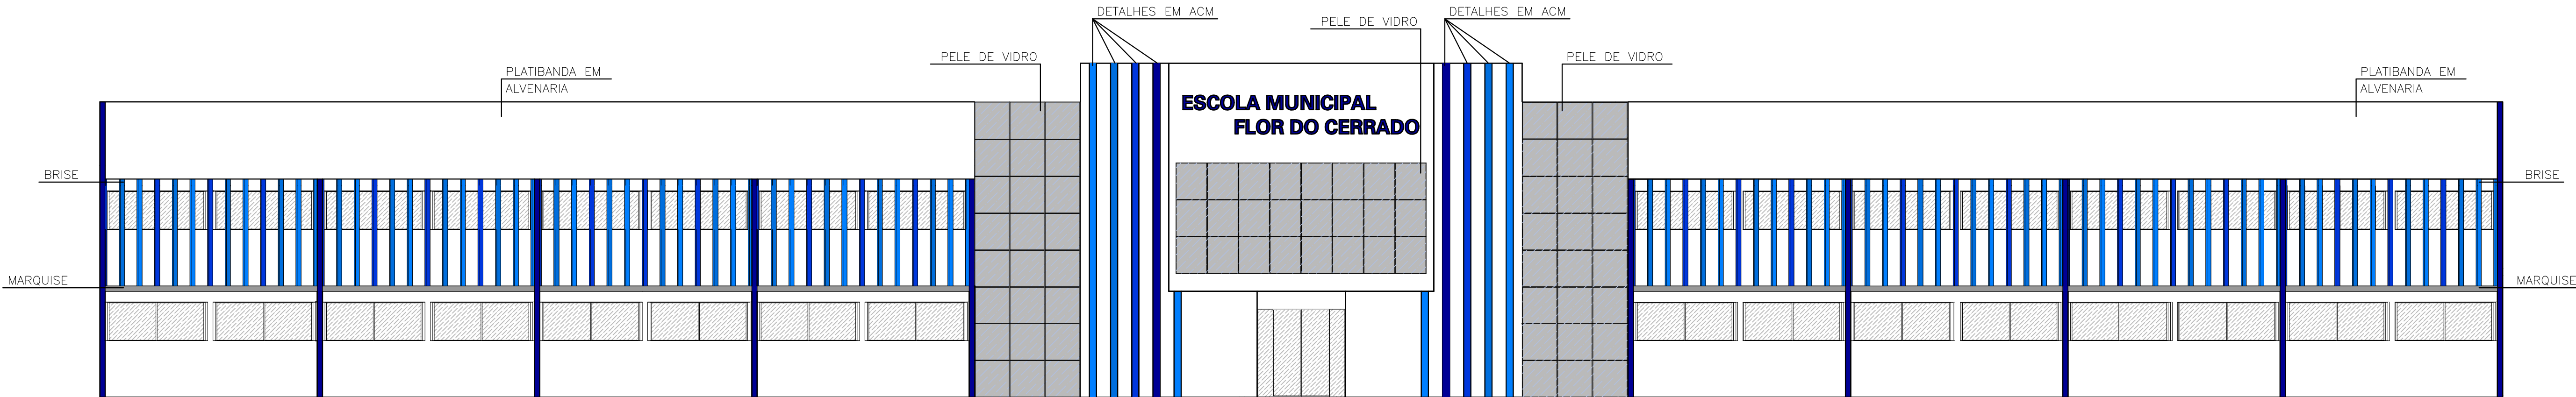 DETALHES EM ACM
DETALHES EM ACM
PELE DE VIDRO
PELE DE VIDRO
PELE DE VIDRO
PLATIBANDA EM
ALVENARIA
PLATIBANDA EM
ALVENARIA
ESCOLA MUNICIPAL
FLOR DO CERRADO
BRISE
BRISE
MARQUISE
MARQUISE